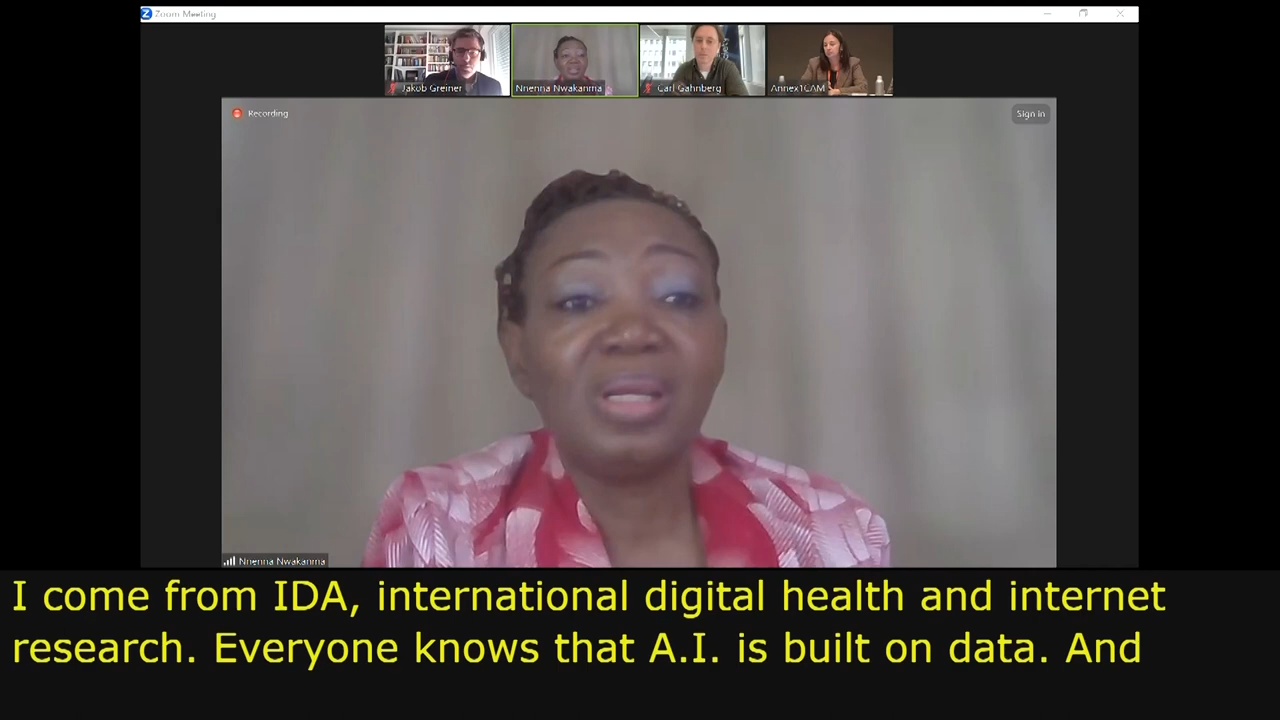 Zoom Meeting
Jakob Greiner
Nnenna Nwakanma
Carl Gahnberg
Annex1CAM
Recording
Sign in
Nnenna Nwakanma
I come from IDA, international digital health and internet
research. Everyone knows that A.I. is built on data. And